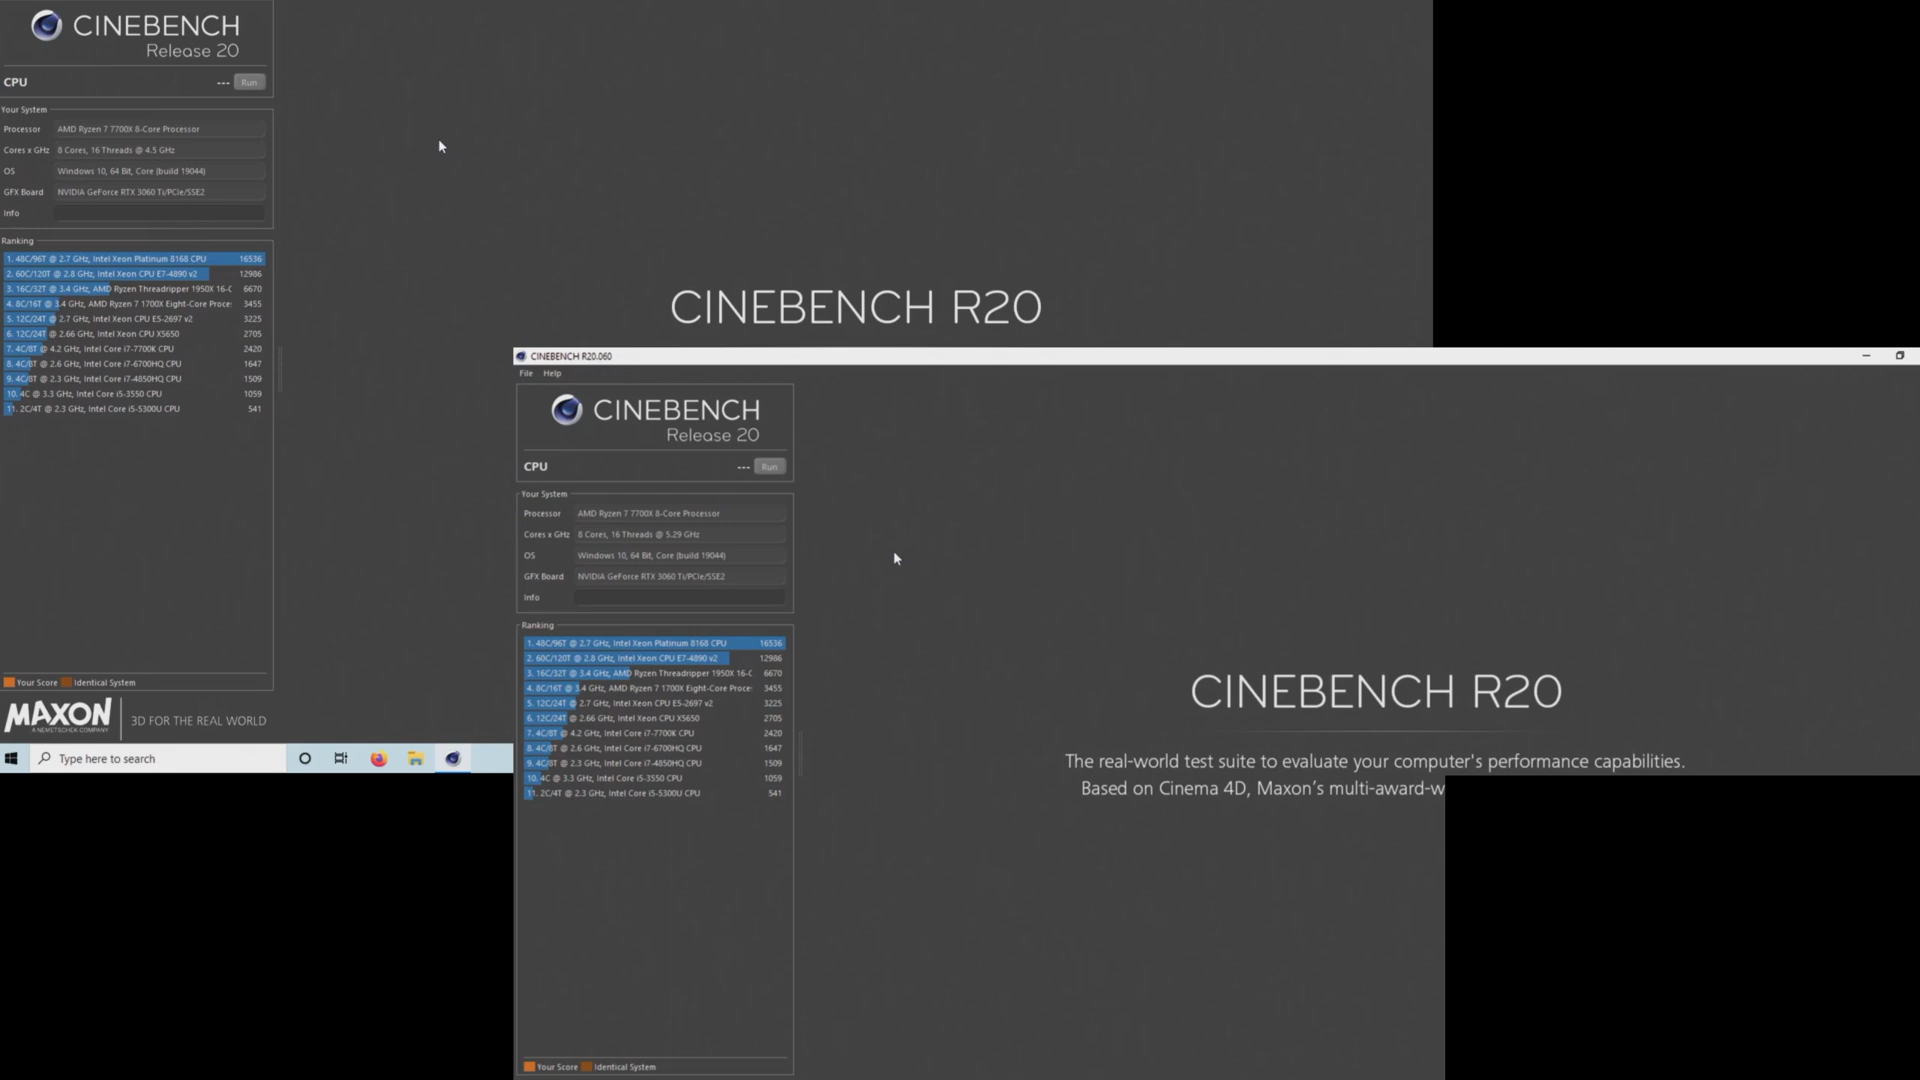 CINEBENCH
Release 20
CPU --- Run
Your System
Processor AMD Ryzen 7 7700X 8-Core Processor
Cores x GHz 8 Cores, 16 Threads @ 4.5 GHz
OS Windows 10, 64 Bit, Core (build 19044)
GFX Board NVIDIA GeForce RTX 3060 Ti/PCIe/SSE2
Info
Ranking
1. 48C/96T @ 2.7 GHz, Intel Xeon Platinum 8168 CPU 16536
2. 60C/120T @ 2.8 GHz, Intel Xeon CPU E7-4890 v2 12986
3. 16C/32T @ 3.4 GHz, AMD Ryzen Threadripper 1950X 16-C 6670
4. 8C/16T @ 3.4 GHz, AMD Ryzen 7 1700X Eight-Core Proce: 3455
5. 12C/24T @ 2.7 GHz, Intel Xeon CPU E5-2697 v2 3225
6. 12C/24T @ 2.66 GHz, Intel Xeon CPU X5650 2705
7. 4C/8T @ 4.2 GHz, Intel Core i7-7700K CPU 2420
8. 4C/8T @ 2.6 GHz, Intel Core i7-6700HQ CPU 1647
9. 4C/8T @ 2.3 GHz, Intel Core i7-4850HQ CPU 1509
10. 4C @ 3.3 GHz, Intel Core i5-3550 CPU 1059
11. 2C/4T @ 2.3 GHz, Intel Core i5-5300U CPU 541
Your Score Identical System
MAXON
A NEMETSCHEK COMPANY
3D FOR THE REAL WORLD
Type here to search
CINEBENCH R20
CINEBENCH R20.060
File Help
CINEBENCH
Release 20
CPU --- Run
Your System
Processor AMD Ryzen 7 7700X 8-Core Processor
Cores x GHz 8 Cores, 16 Threads @ 5.29 GHz
OS Windows 10, 64 Bit, Core (build 19044)
GFX Board NVIDIA GeForce RTX 3060 Ti/PCIe/SSE2
Info
Ranking
1. 48C/96T @ 2.7 GHz, Intel Xeon Platinum 8168 CPU 16536
2. 60C/120T @ 2.8 GHz, Intel Xeon CPU E7-4890 v2 12986
3. 16C/32T @ 3.4 GHz, AMD Ryzen Threadripper 1950X 16-C 6670
4. 8C/16T @ 3.4 GHz, AMD Ryzen 7 1700X Eight-Core Proce: 3455
5. 12C/24T @ 2.7 GHz, Intel Xeon CPU E5-2697 v2 3225
6. 12C/24T @ 2.66 GHz, Intel Xeon CPU X5650 2705
7. 4C/8T @ 4.2 GHz, Intel Core i7-7700K CPU 2420
8. 4C/8T @ 2.6 GHz, Intel Core i7-6700HQ CPU 1647
9. 4C/8T @ 2.3 GHz, Intel Core i7-4850HQ CPU 1509
10. 4C @ 3.3 GHz, Intel Core i5-3550 CPU 1059
11. 2C/4T @ 2.3 GHz, Intel Core i5-5300U CPU 541
Your Score Identical System
CINEBENCH R20
The real-world test suite to evaluate your computer's performance capabilities.
Based on Cinema 4D, Maxon's multi-award-w